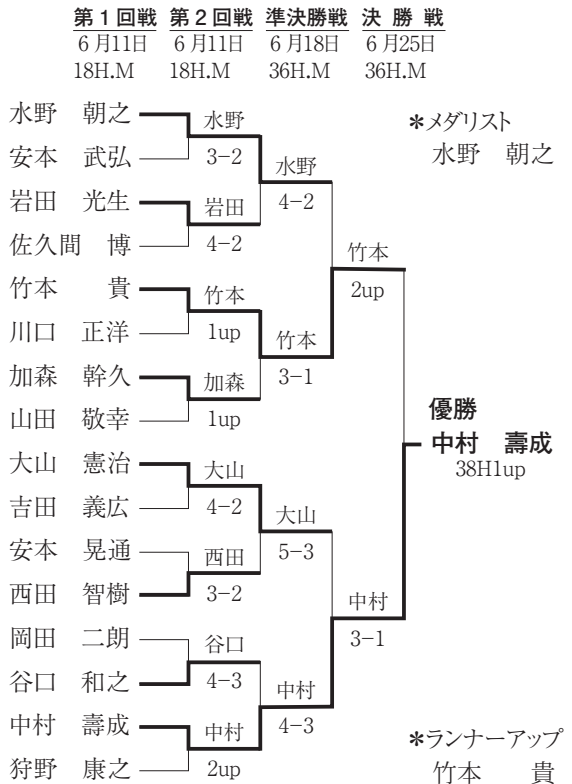 第1回戦 第2回戦 準決勝戦 決勝戦
6月11日 6月11日 6月18日 6月25日
18H.M 18H.M 36H.M 36H.M
水野 朝之
水野
*メダリスト
安本 武弘
3-2
水野
水野 朝之
岩田 光生
岩田
4-2
佐久間 博
4-2
竹本
竹本 貴
竹本
2up
川口 正洋
1up
竹本
加森 幹久
加森
3-1
山田 敬幸
1up
優勝
中村 壽成
38H1up
大山 憲治
大山
吉田 義広
4-2
大山
安本 晃通
西田
5-3
西田 智樹
3-2
中村
岡田 二朗
谷口
3-1
谷口 和之
4-3
中村
中村 壽成
中村
4-3
*ランナーアップ
狩野 康之
2up
竹本 貴